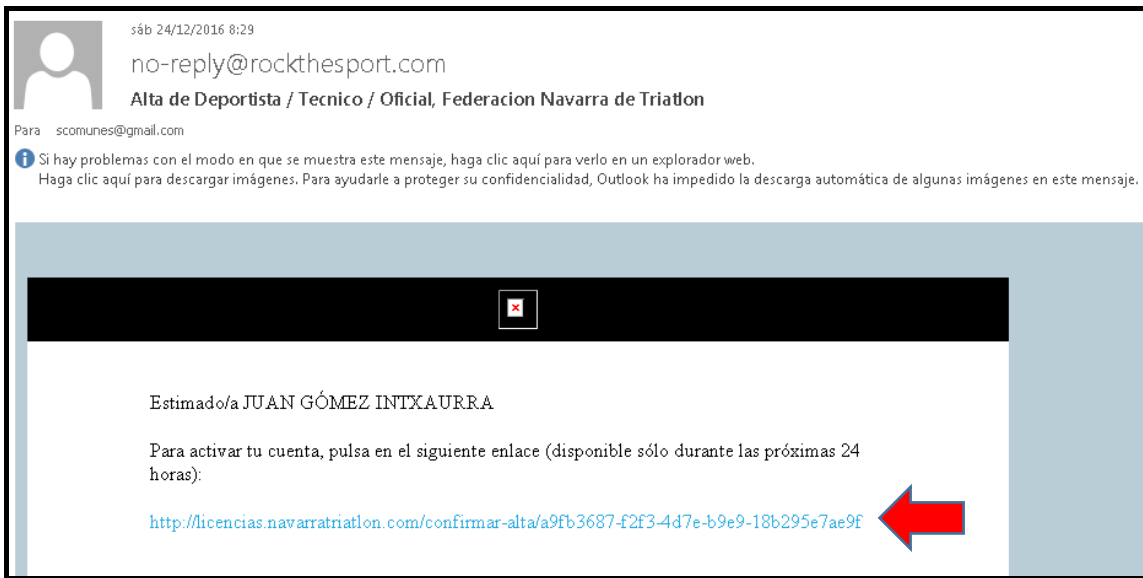 sáb 24/12/2016 8:29
no-reply@rockthesport.com
Alta de Deportista / Tecnico / Oficial, Federacion Navarra de Triatlon
Para scomunes@gmail.com
Si hay problemas con el modo en que se muestra este mensaje, haga clic aquí para verlo en un explorador web.
Haga clic aquí para descargar imágenes. Para ayudarle a proteger su confidencialidad, Outlook ha impedido la descarga automática de algunas imágenes en este mensaje.
Estimado/a JUAN GÓMEZ INTXAURRA
Para activar tu cuenta, pulsa en el siguiente enlace (disponible sólo durante las próximas 24
horas):
http://licencias.navarratriatlon.com/confirmar-alta/a9fb3687-f2f3-4d7e-b9e9-18b295e7ae9f